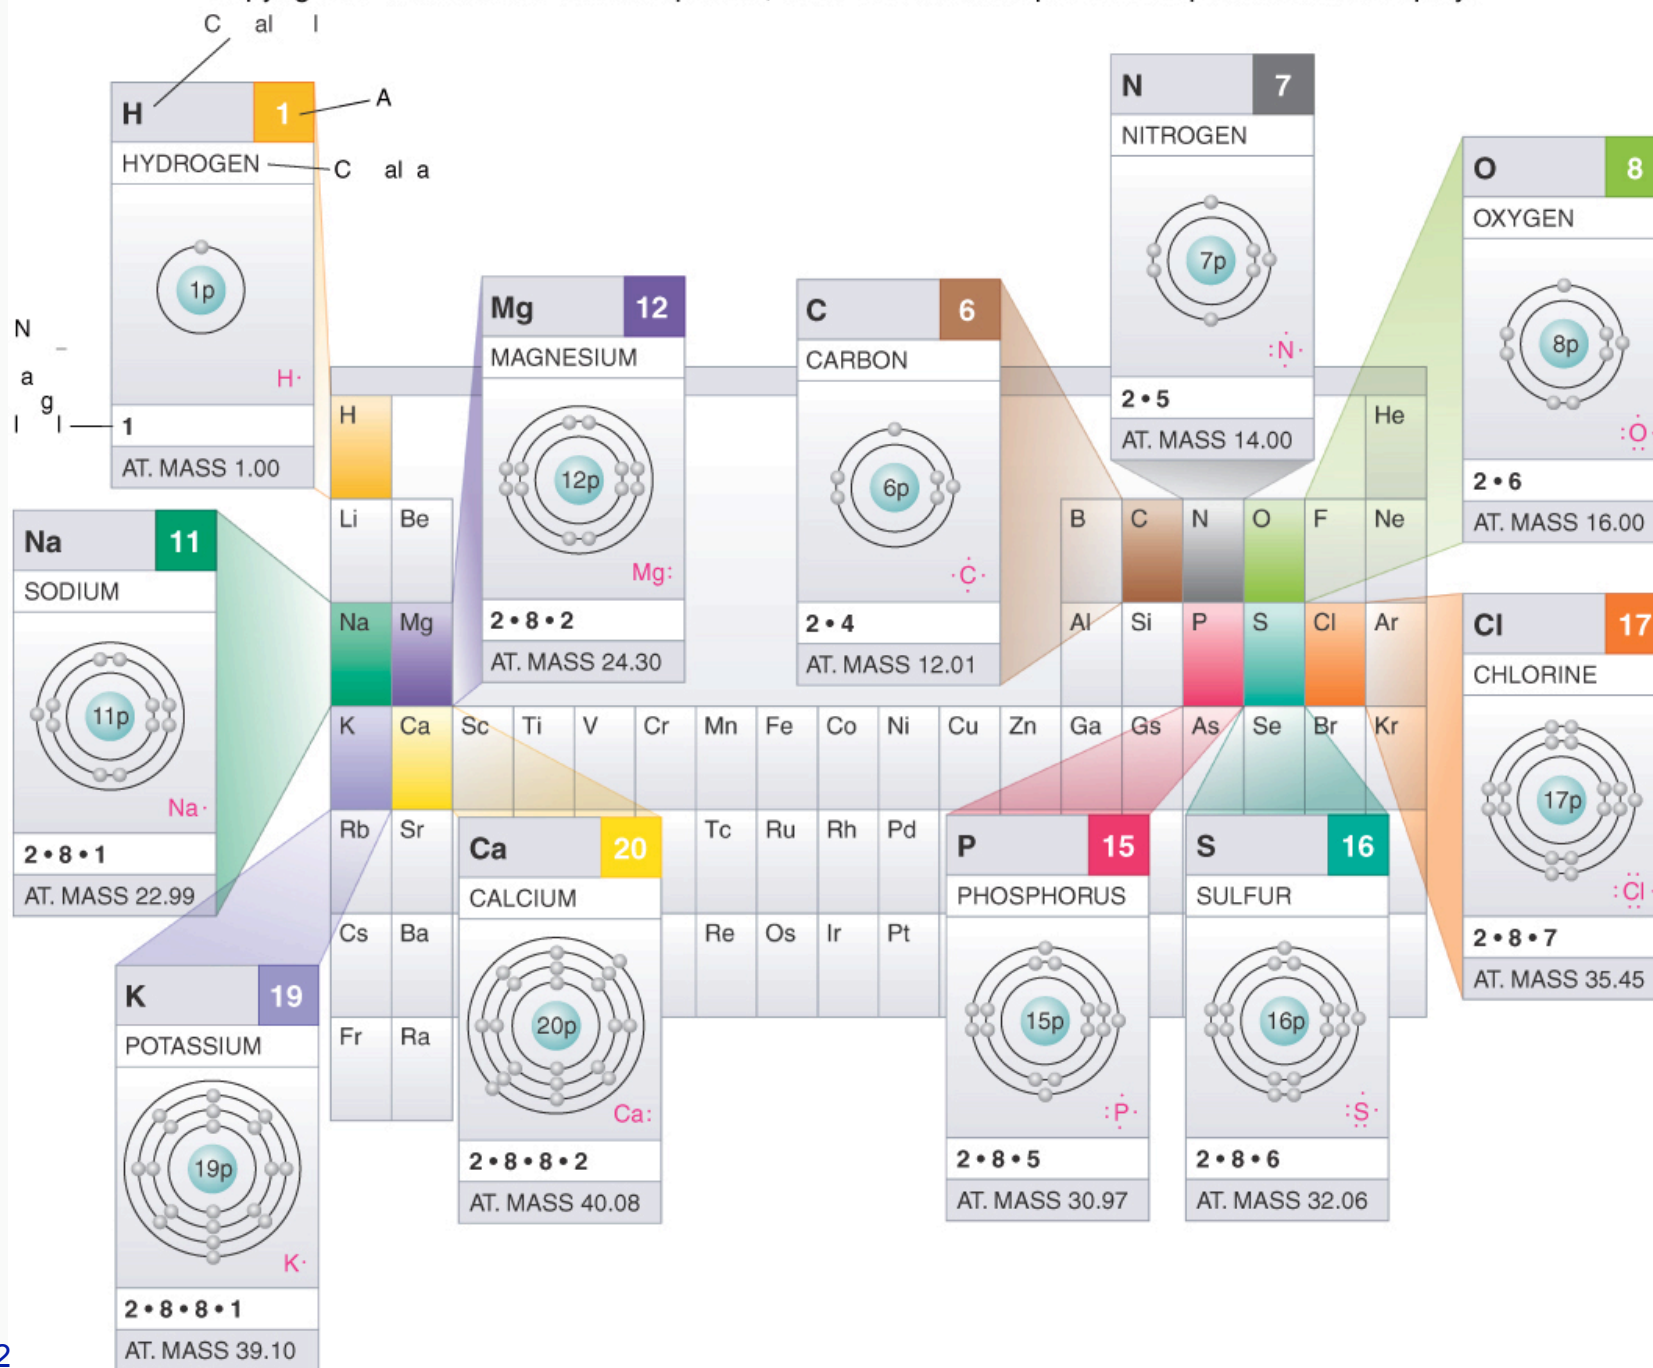 H 1
HYDROGEN
1p
H·
1
AT. MASS 1.00
N 7
NITROGEN
7p
:N·
2 • 5
AT. MASS 14.00
O 8
OXYGEN
8p
:O·
2 • 6
AT. MASS 16.00
Mg 12
MAGNESIUM
12p
Mg:
2 • 8 • 2
AT. MASS 24.30
C 6
CARBON
6p
·C·
2 • 4
AT. MASS 12.01
Na 11
SODIUM
11p
Na·
2 • 8 • 1
AT. MASS 22.99
Cl 17
CHLORINE
17p
:Cl·
2 • 8 • 7
AT. MASS 35.45
H He
Li Be B C N O F Ne
Na Mg Al Si P S Cl Ar
K Ca Sc Ti V Cr Mn Fe Co Ni Cu Zn Ga Gs As Se Br Kr
Rb Sr Tc Ru Rh Pd
Cs Ba Re Os Ir Pt
Fr Ra
K 19
POTASSIUM
19p
K·
2 • 8 • 8 • 1
AT. MASS 39.10
Ca 20
CALCIUM
20p
Ca:
2 • 8 • 8 • 2
AT. MASS 40.08
P 15
PHOSPHORUS
15p
:P·
2 • 8 • 5
AT. MASS 30.97
S 16
SULFUR
16p
:S·
2 • 8 • 6
AT. MASS 32.06
2